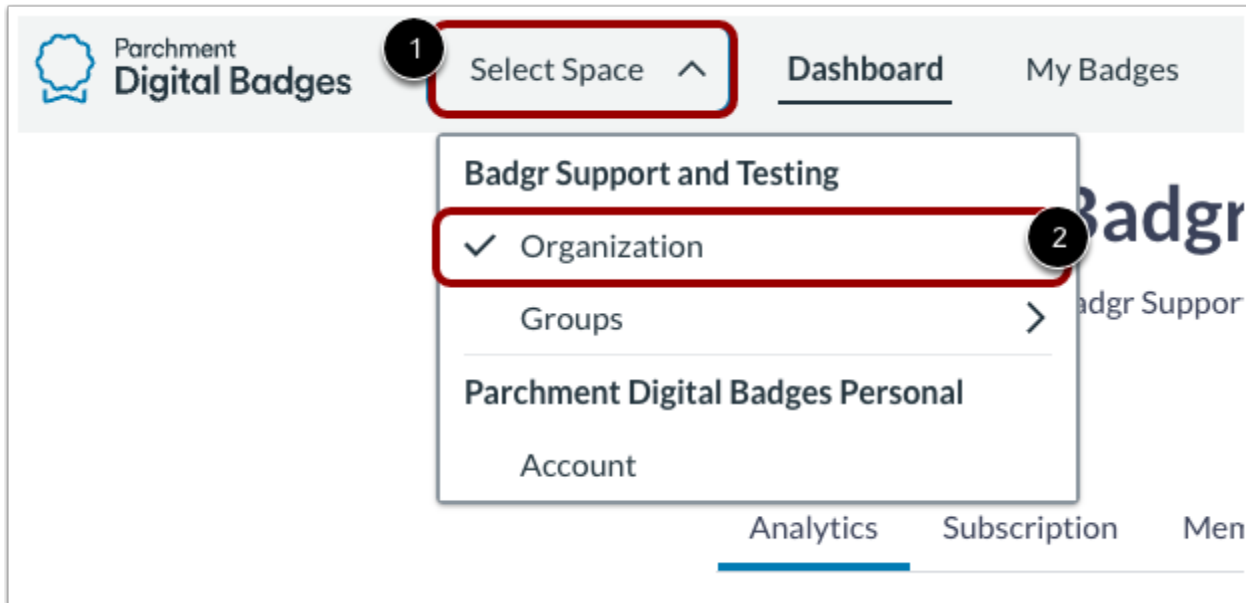 Parchment
Digital Badges
1
Select Space
Dashboard
My Badges
Badgr Support and Testing
Organization
2
Groups
Parchment Digital Badges Personal
Account
Analytics
Subscription